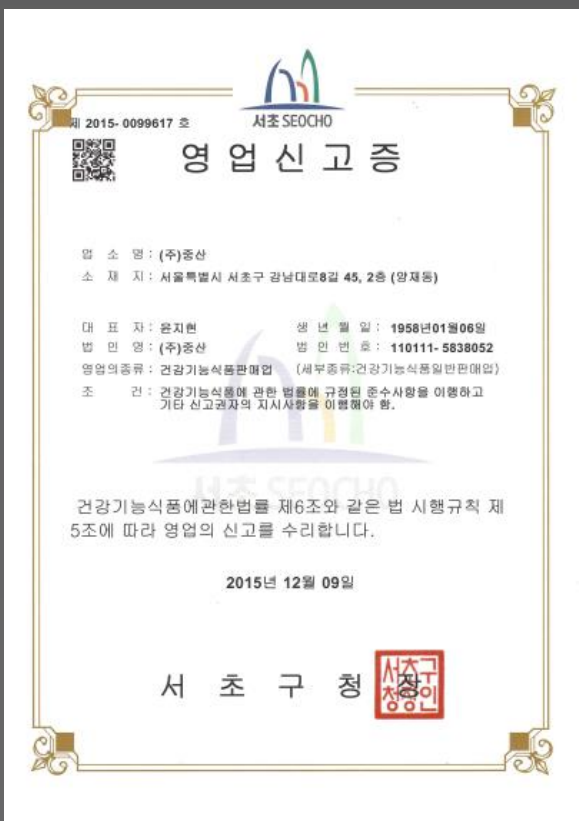 서초 SEOCHO
제 2015- 0099617 호
영업신고증
업 소 명 : (주)중산
소 재 지 : 서울특별시 서초구 강남대로8길 45, 2층 (양재동)
대 표 자 : 윤지현 생 년 월 일 : 1958년01월06일
법 인 명 : (주)중산 법 인 번 호 : 110111- 5838052
영업의종류 : 건강기능식품판매업 (세부종류:건강기능식품일반판매업)
조 건 : 건강기능식품에 관한 법률에 규정된 준수사항을 이행하고
기타 신고권자의 지시사항을 이행해야 함.
서초 SEOCHO
건강기능식품에관한법률 제6조와 같은 법 시행규칙 제
5조에 따라 영업의 신고를 수리합니다.
2015년 12월 09일
서 초 구 청 장
서초구
청장인